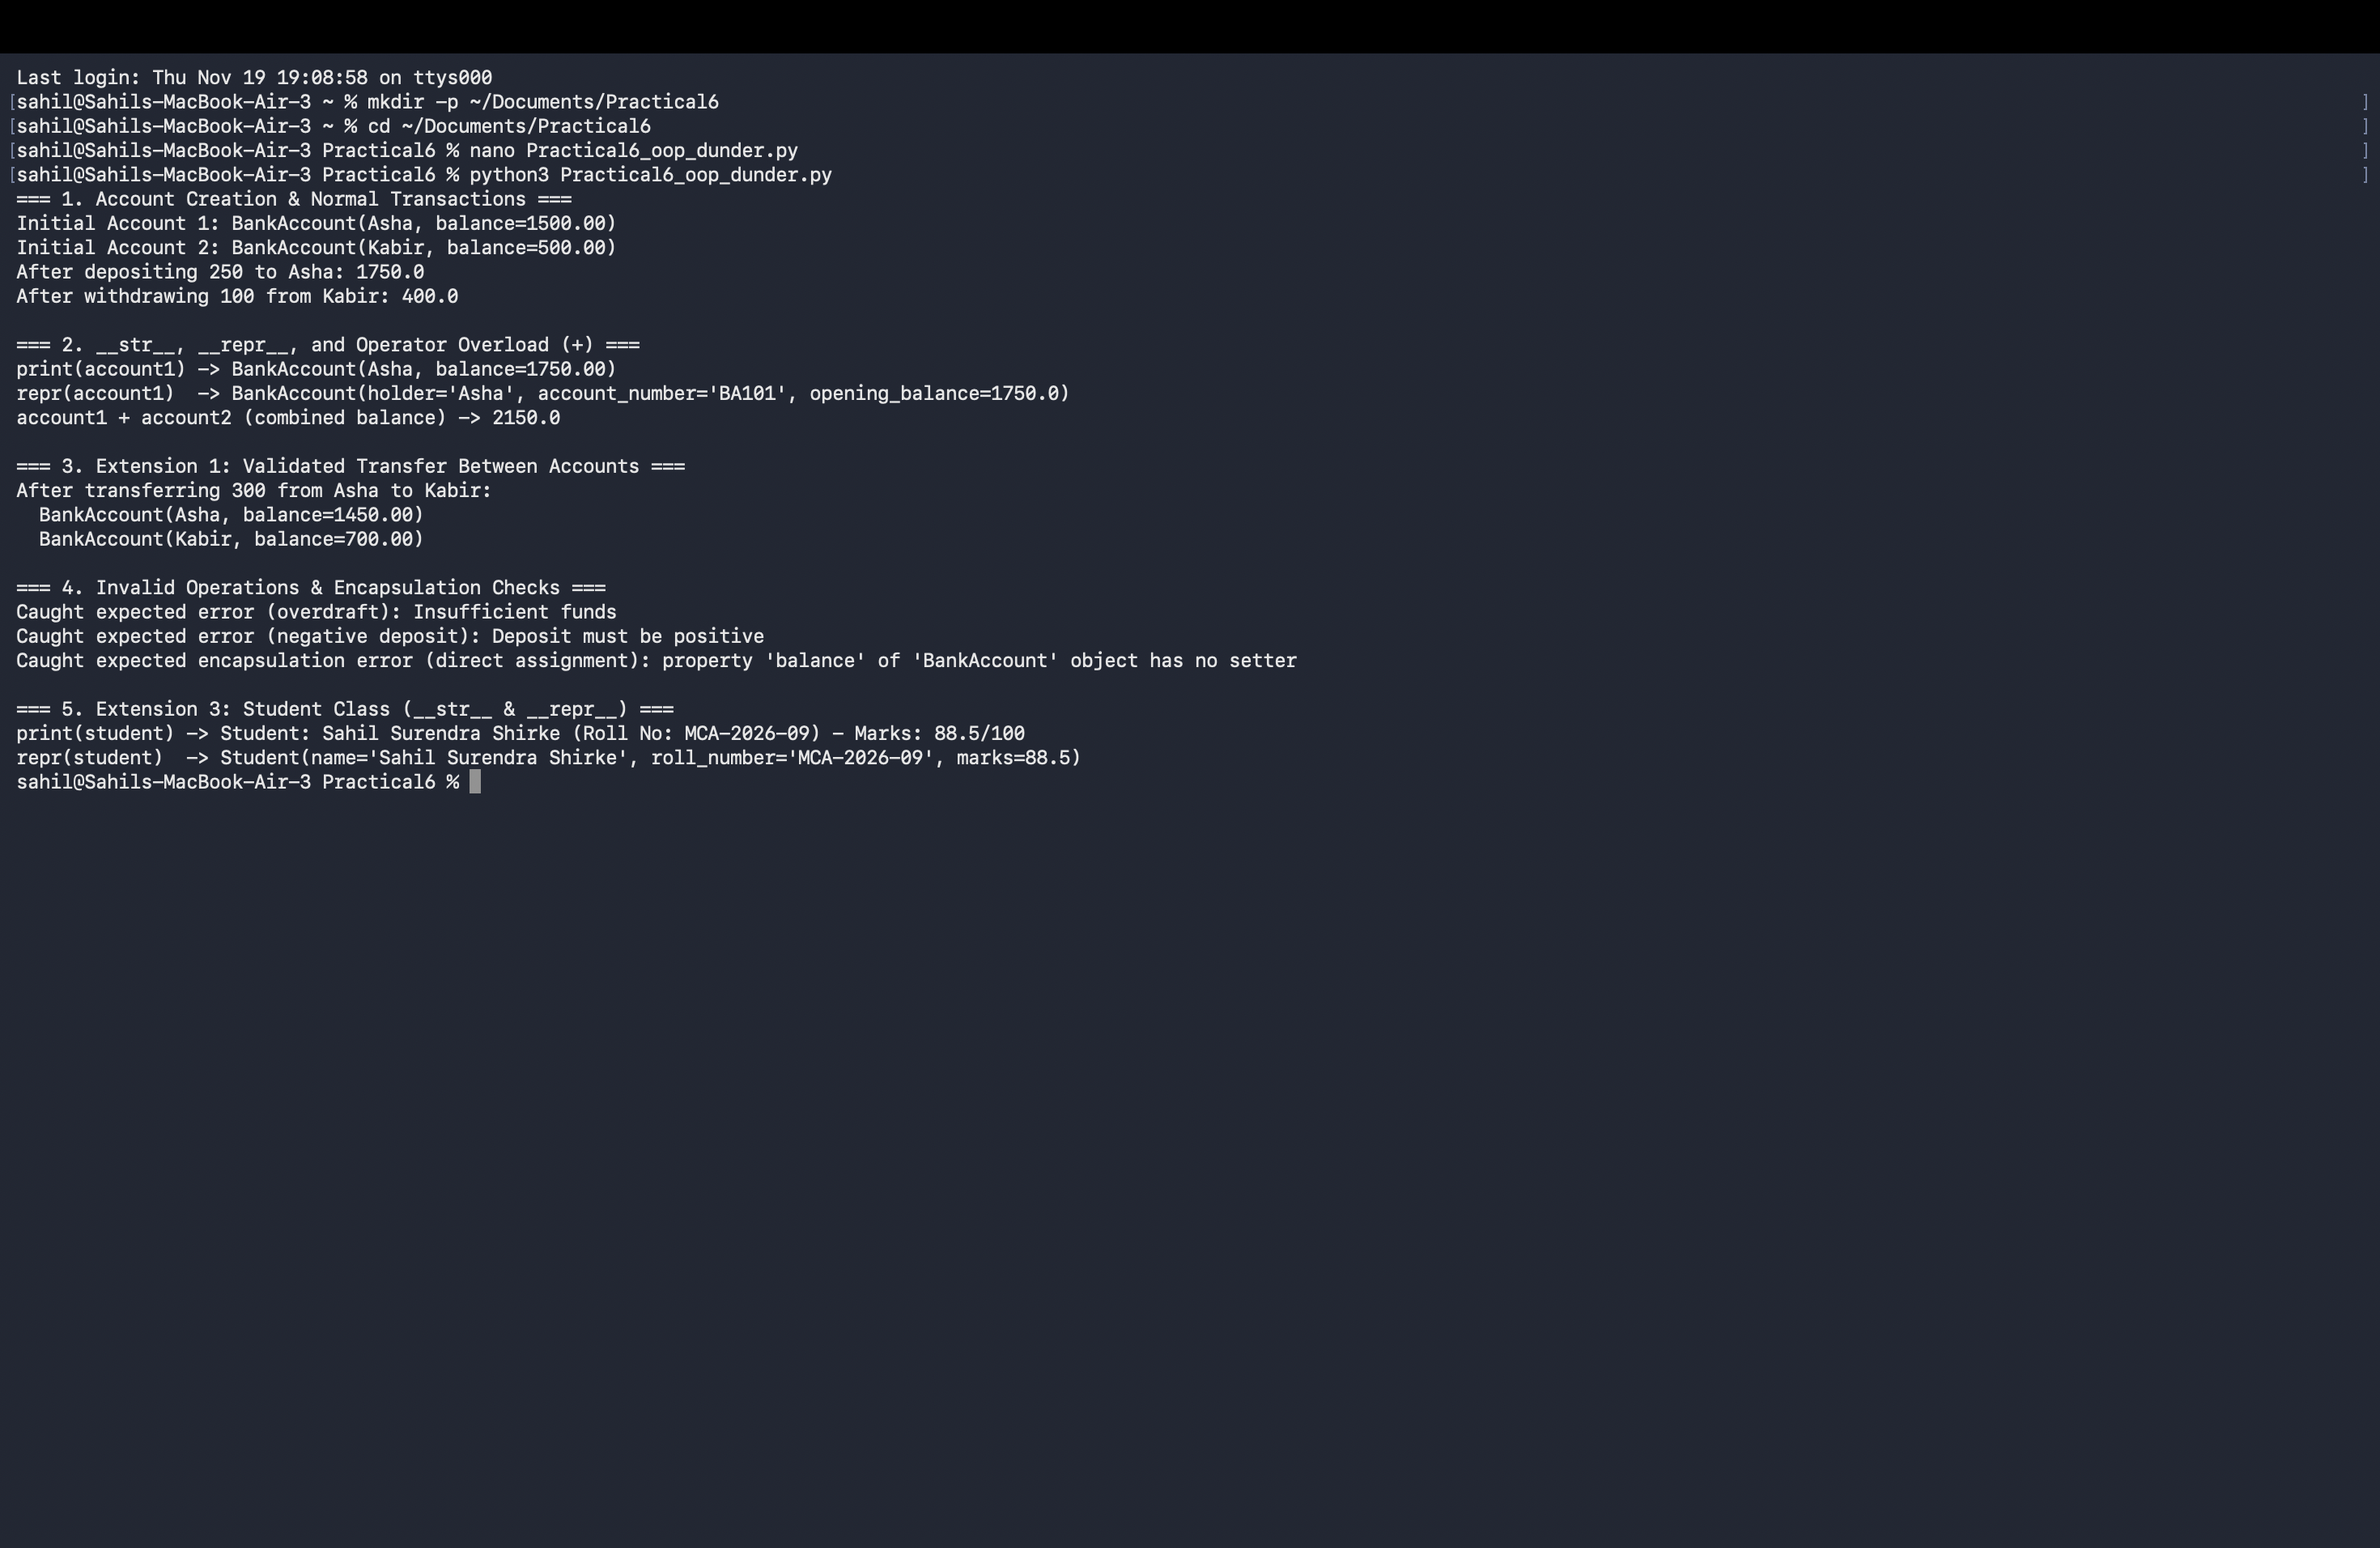 Last login: Thu Nov 19 19:08:58 on ttys000
[sahil@Sahils-MacBook-Air-3 ~ % mkdir -p ~/Documents/Practical6 ]
[sahil@Sahils-MacBook-Air-3 ~ % cd ~/Documents/Practical6 ]
[sahil@Sahils-MacBook-Air-3 Practical6 % nano Practical6_oop_dunder.py ]
[sahil@Sahils-MacBook-Air-3 Practical6 % python3 Practical6_oop_dunder.py ]
=== 1. Account Creation & Normal Transactions ===
Initial Account 1: BankAccount(Asha, balance=1500.00)
Initial Account 2: BankAccount(Kabir, balance=500.00)
After depositing 250 to Asha: 1750.0
After withdrawing 100 from Kabir: 400.0

=== 2. __str__, __repr__, and Operator Overload (+) ===
print(account1) -> BankAccount(Asha, balance=1750.00)
repr(account1)  -> BankAccount(holder='Asha', account_number='BA101', opening_balance=1750.0)
account1 + account2 (combined balance) -> 2150.0

=== 3. Extension 1: Validated Transfer Between Accounts ===
After transferring 300 from Asha to Kabir:
  BankAccount(Asha, balance=1450.00)
  BankAccount(Kabir, balance=700.00)

=== 4. Invalid Operations & Encapsulation Checks ===
Caught expected error (overdraft): Insufficient funds
Caught expected error (negative deposit): Deposit must be positive
Caught expected encapsulation error (direct assignment): property 'balance' of 'BankAccount' object has no setter

=== 5. Extension 3: Student Class (__str__ & __repr__) ===
print(student) -> Student: Sahil Surendra Shirke (Roll No: MCA-2026-09) - Marks: 88.5/100
repr(student)  -> Student(name='Sahil Surendra Shirke', roll_number='MCA-2026-09', marks=88.5)
sahil@Sahils-MacBook-Air-3 Practical6 %